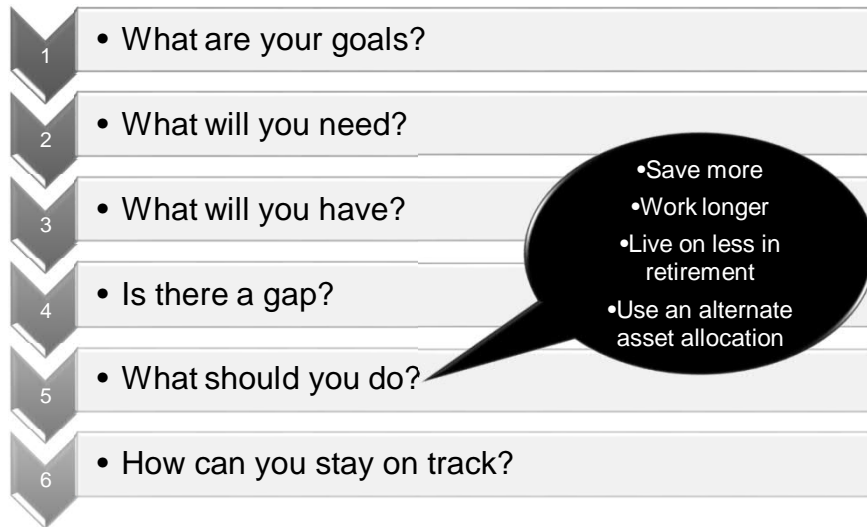 1
• What are your goals?
2
• What will you need?
3
• What will you have?
4
• Is there a gap?
5
• What should you do?
6
• How can you stay on track?
•Save more
•Work longer
•Live on less in
retirement
•Use an alternate
asset allocation